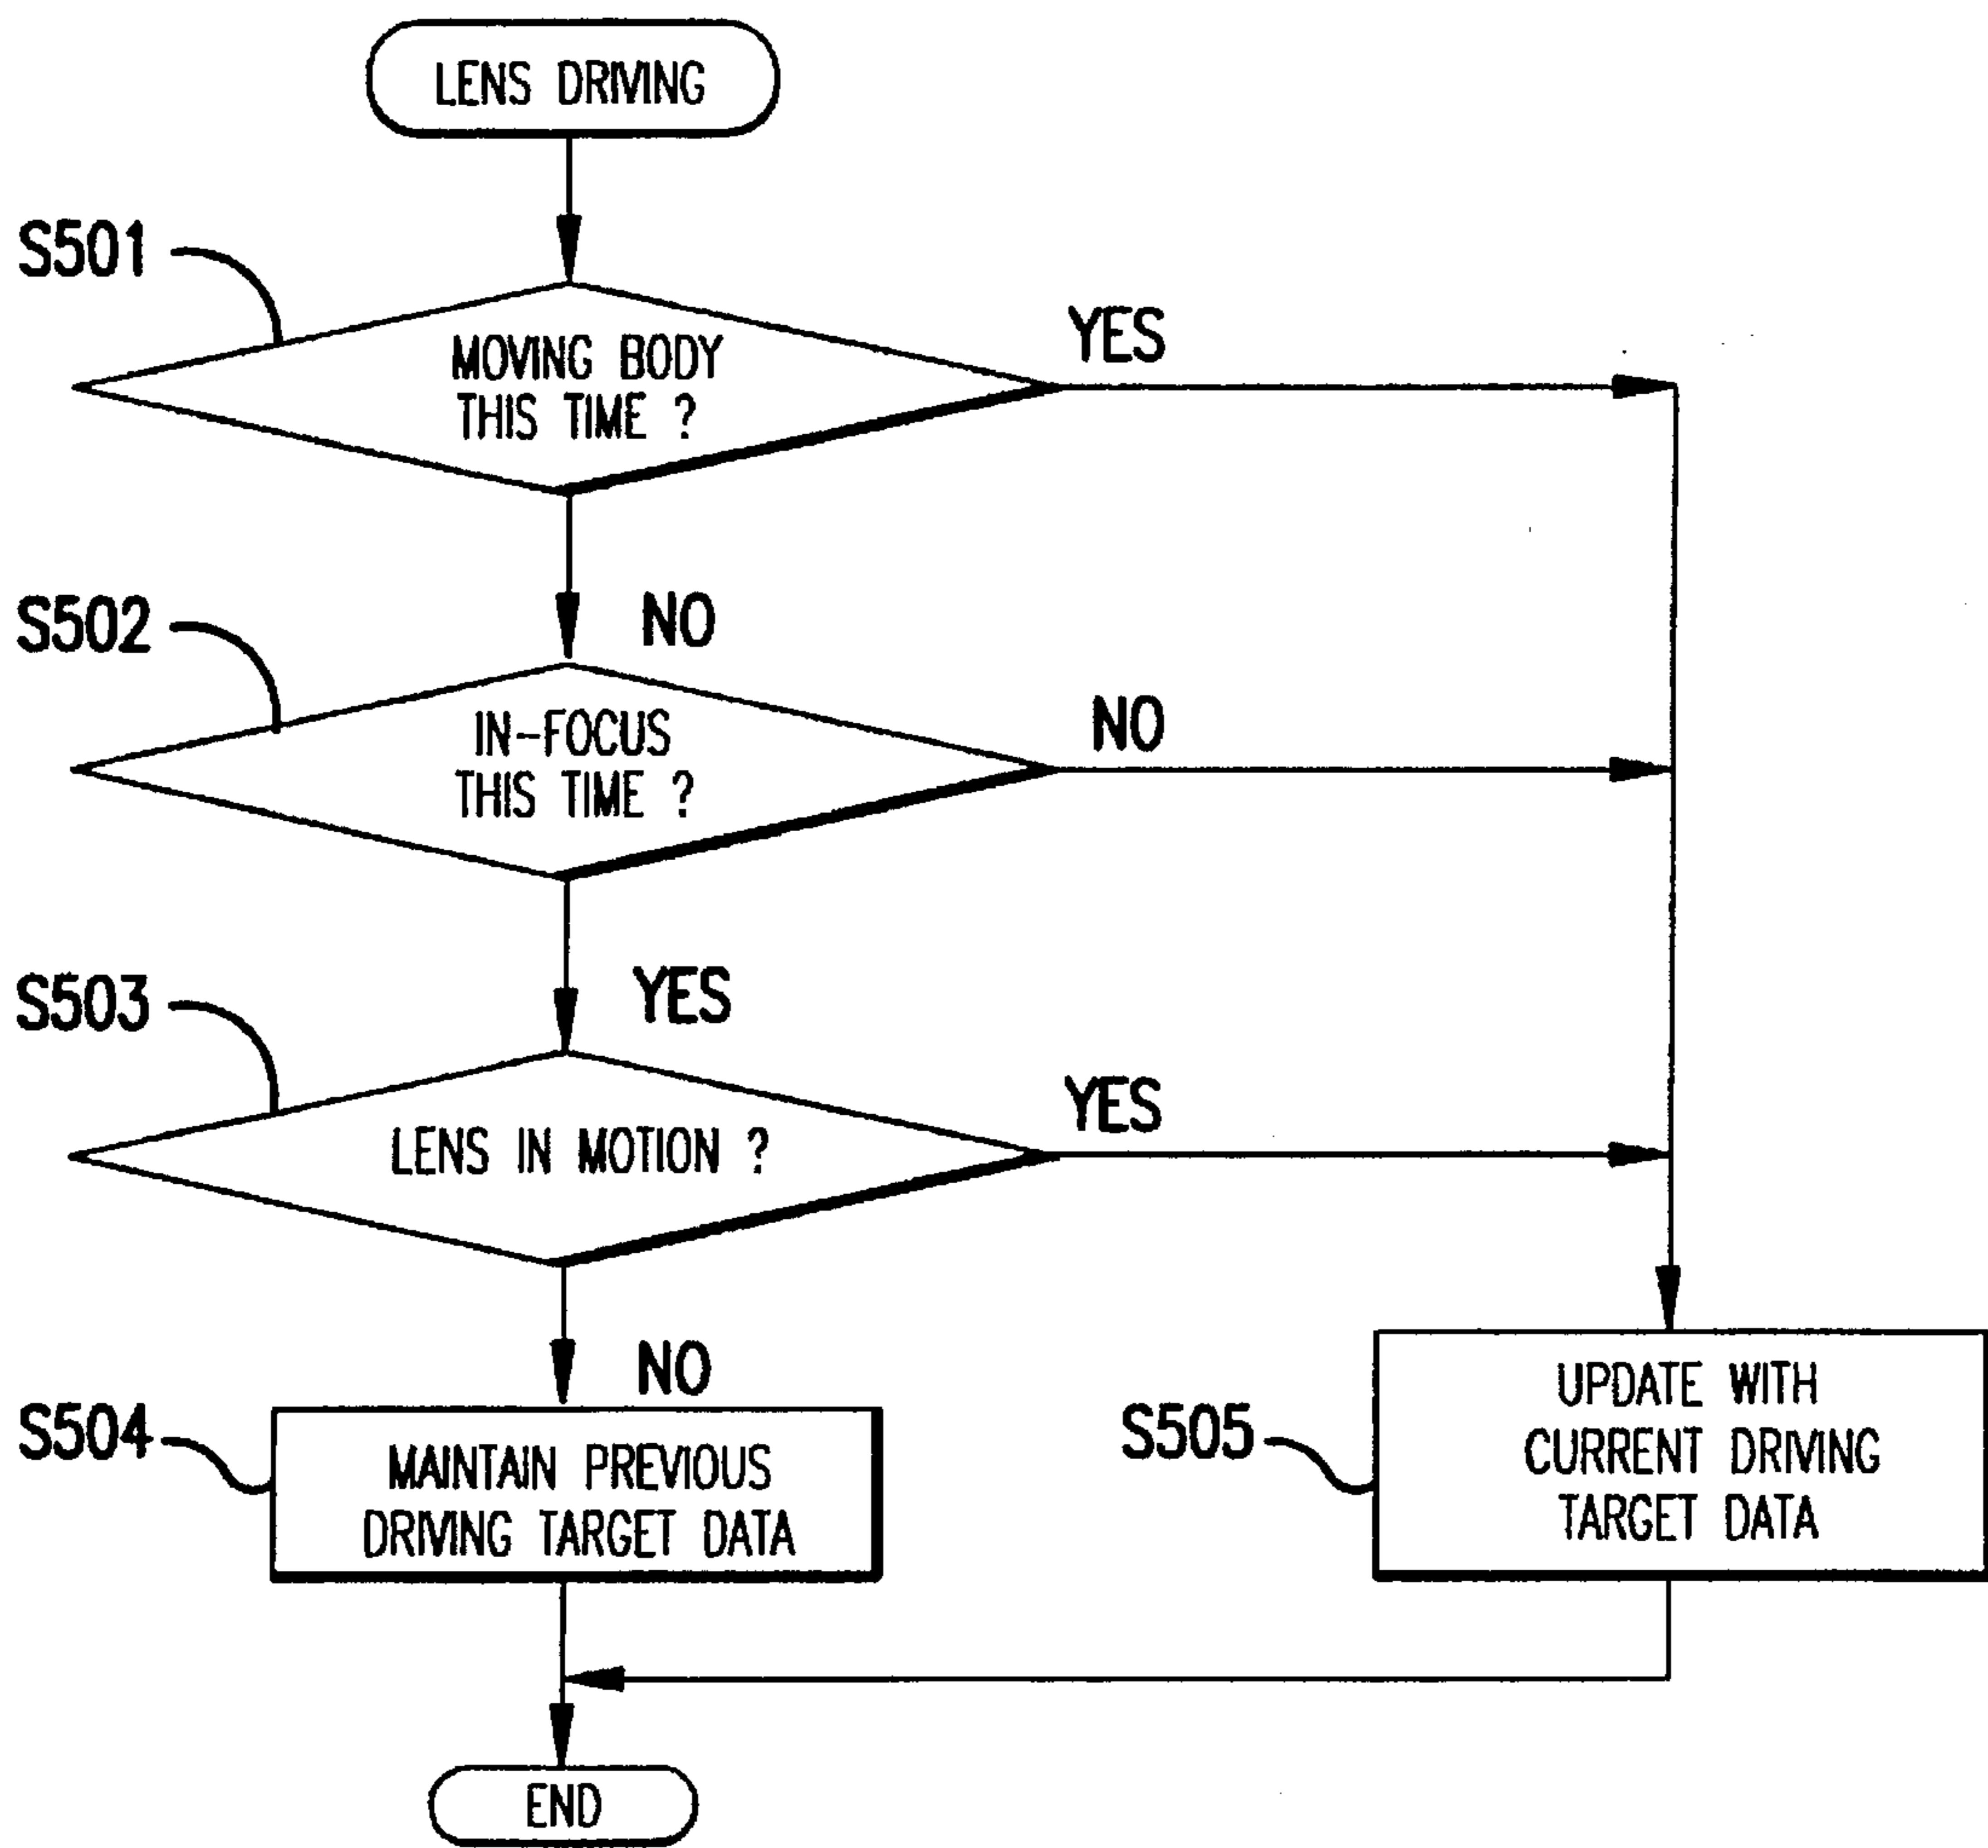 LENS DRIVING
S501
MOVING BODY
THIS TIME ?
YES
NO
S502
IN-FOCUS
THIS TIME ?
NO
YES
S503
LENS IN MOTION ?
YES
NO
S504
MAINTAIN PREVIOUS
DRIVING TARGET DATA
S505
UPDATE WITH
CURRENT DRIVING
TARGET DATA
END